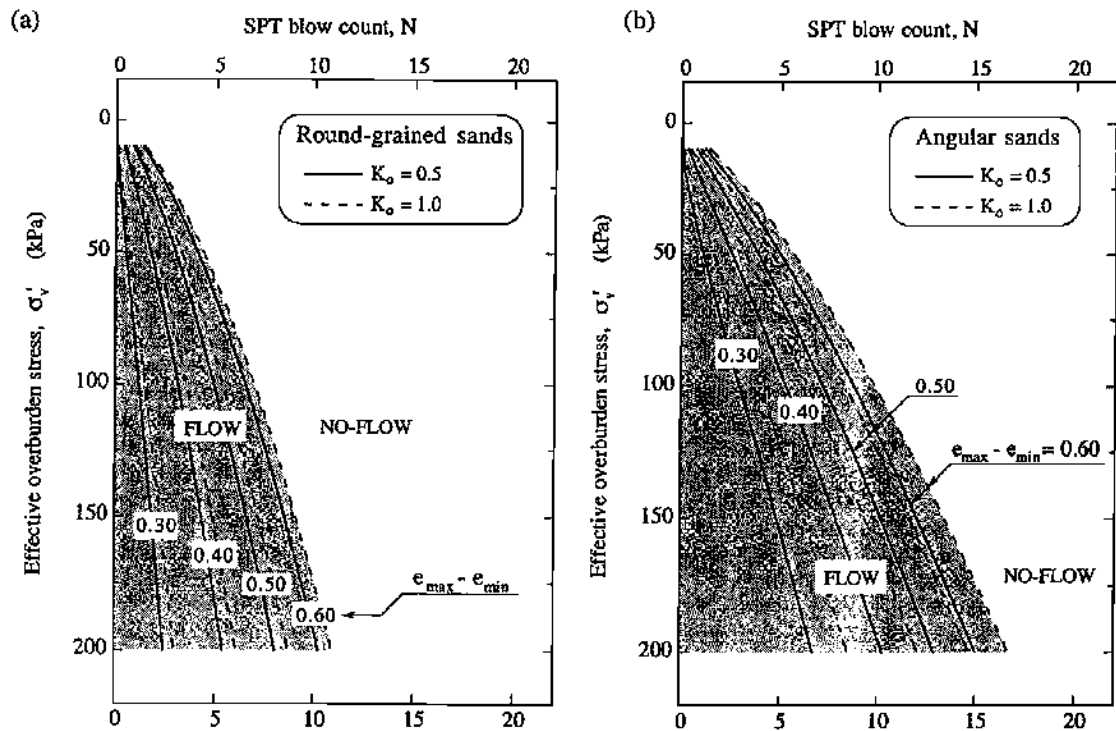 (a)
SPT blow count, N
0 5 10 15 20
Effective overburden stress, σ′v (kPa)
0
50
100
150
200
Round-grained sands
Ko = 0.5
Ko = 1.0
FLOW
NO-FLOW
0.30
0.40
0.50
0.60
emax - emin
0 5 10 15 20
(b)
SPT blow count, N
0 5 10 15 20
Effective overburden stress, σ′v (kPa)
0
50
100
150
200
Angular sands
Ko = 0.5
Ko = 1.0
0.30
0.40
0.50
emax - emin = 0.60
FLOW
NO-FLOW
0 5 10 15 20